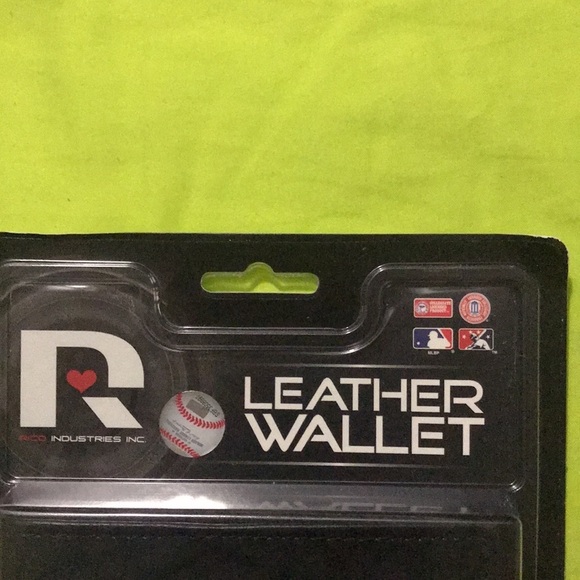 RICO INDUSTRIES INC.
LEATHER
WALLET